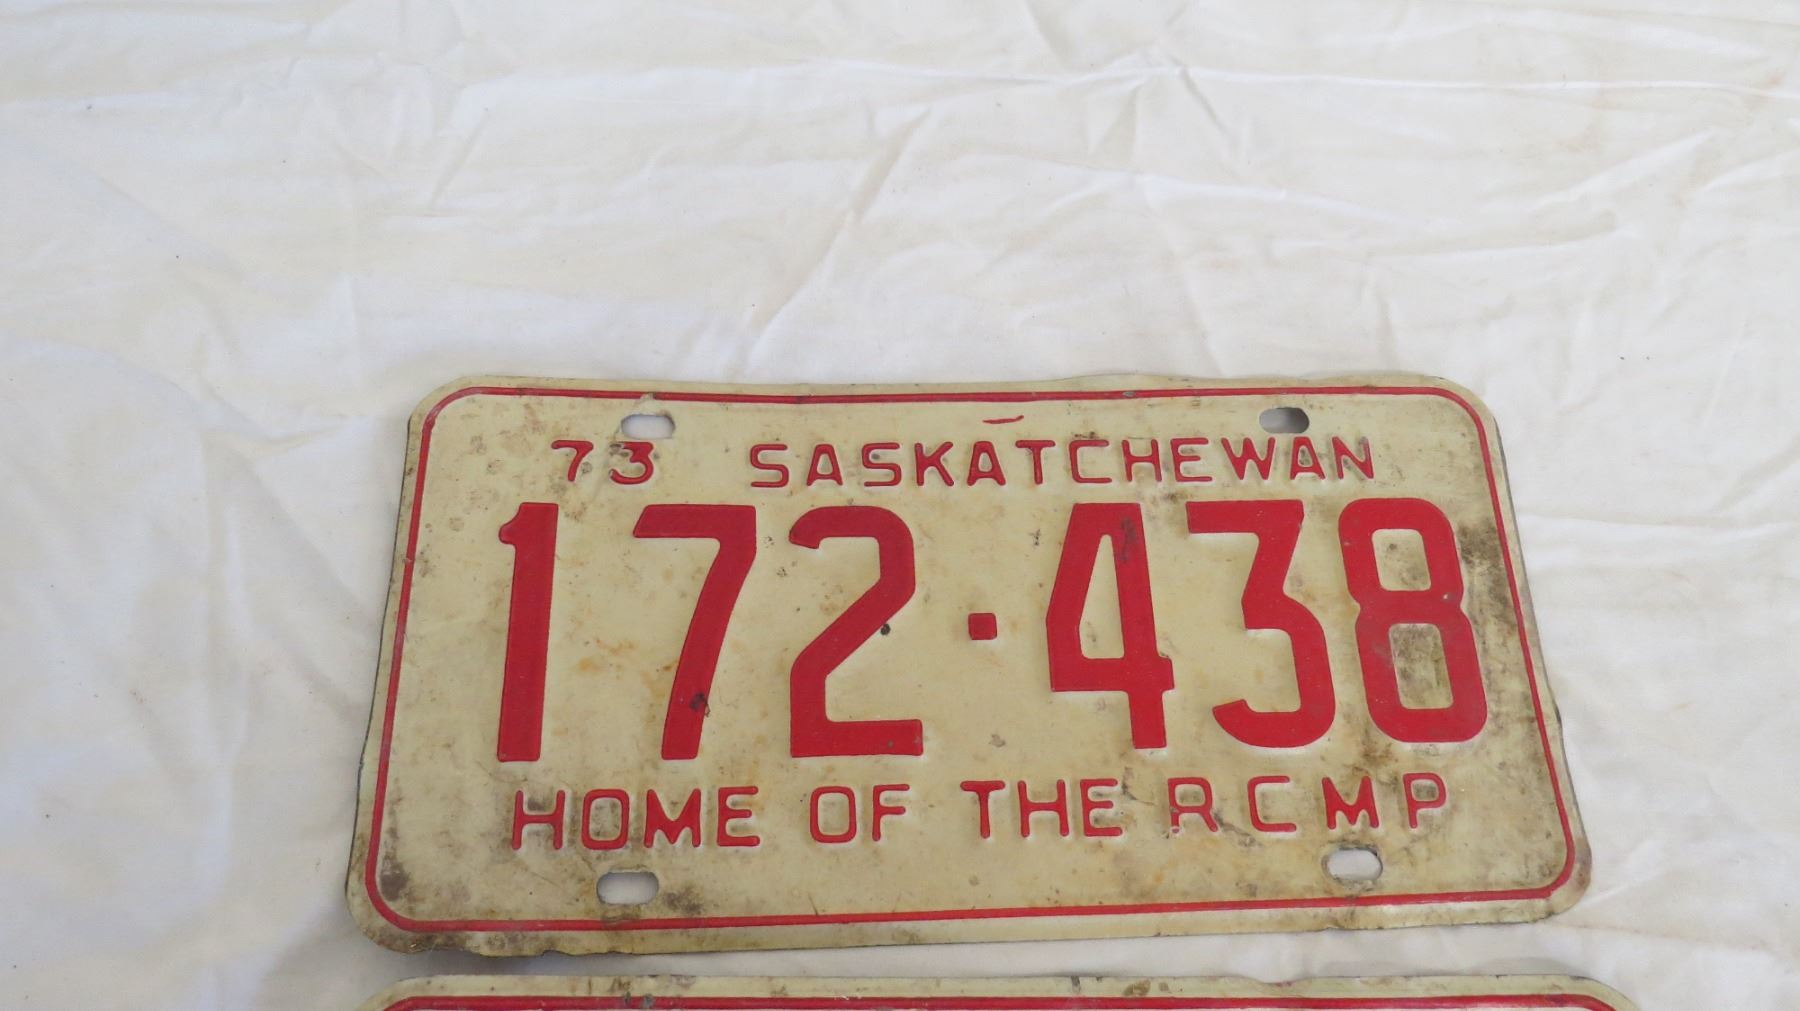 73 SASKATCHEWAN
172·438
HOME OF THE RCMP